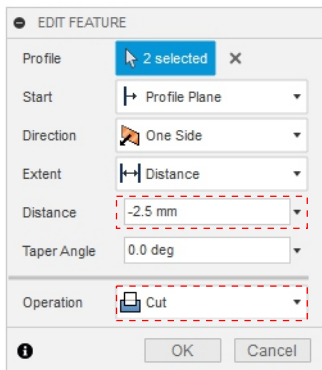 EDIT FEATURE
Profile 2 selected
Start Profile Plane
Direction One Side
Extent Distance
Distance -2.5 mm
Taper Angle 0.0 deg
Operation Cut
OK Cancel